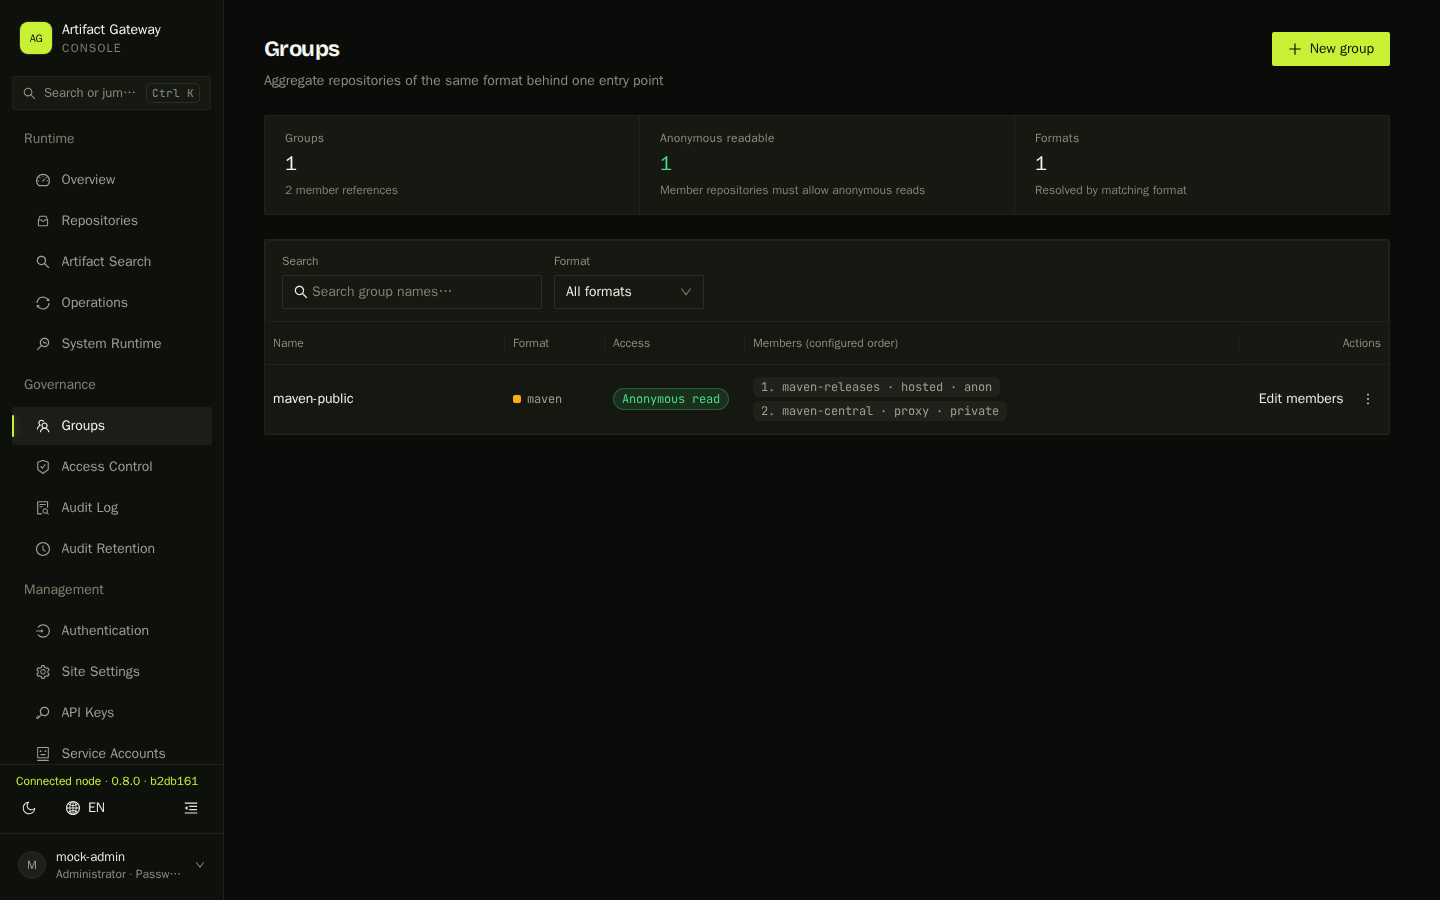 AG
Artifact Gateway
CONSOLE
Search or jum⋯ Ctrl K
Runtime
Overview
Repositories
Artifact Search
Operations
System Runtime
Governance
Groups
Access Control
Audit Log
Audit Retention
Management
Authentication
Site Settings
API Keys
Service Accounts
Connected node · 0.8.0 · b2db161
EN
M
mock-admin
Administrator · Passw⋯
Groups
Aggregate repositories of the same format behind one entry point
New group
Groups
1
2 member references
Anonymous readable
1
Member repositories must allow anonymous reads
Formats
1
Resolved by matching format
Search
Search group names⋯
Format
All formats
Name Format Access Members (configured order) Actions
maven-public maven Anonymous read
1. maven-releases · hosted · anon
2. maven-central · proxy · private
Edit members